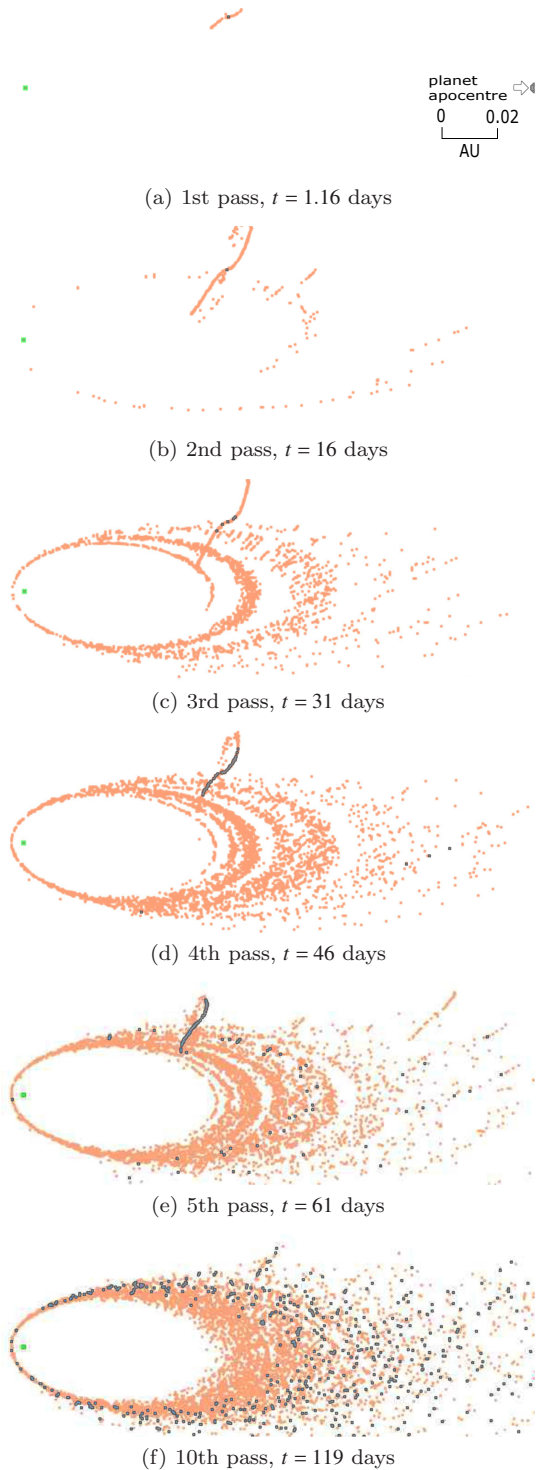 planet
apocentre
0 0.02
AU
(a) 1st pass, t = 1.16 days
(b) 2nd pass, t = 16 days
(c) 3rd pass, t = 31 days
(d) 4th pass, t = 46 days
(e) 5th pass, t = 61 days
(f) 10th pass, t = 119 days